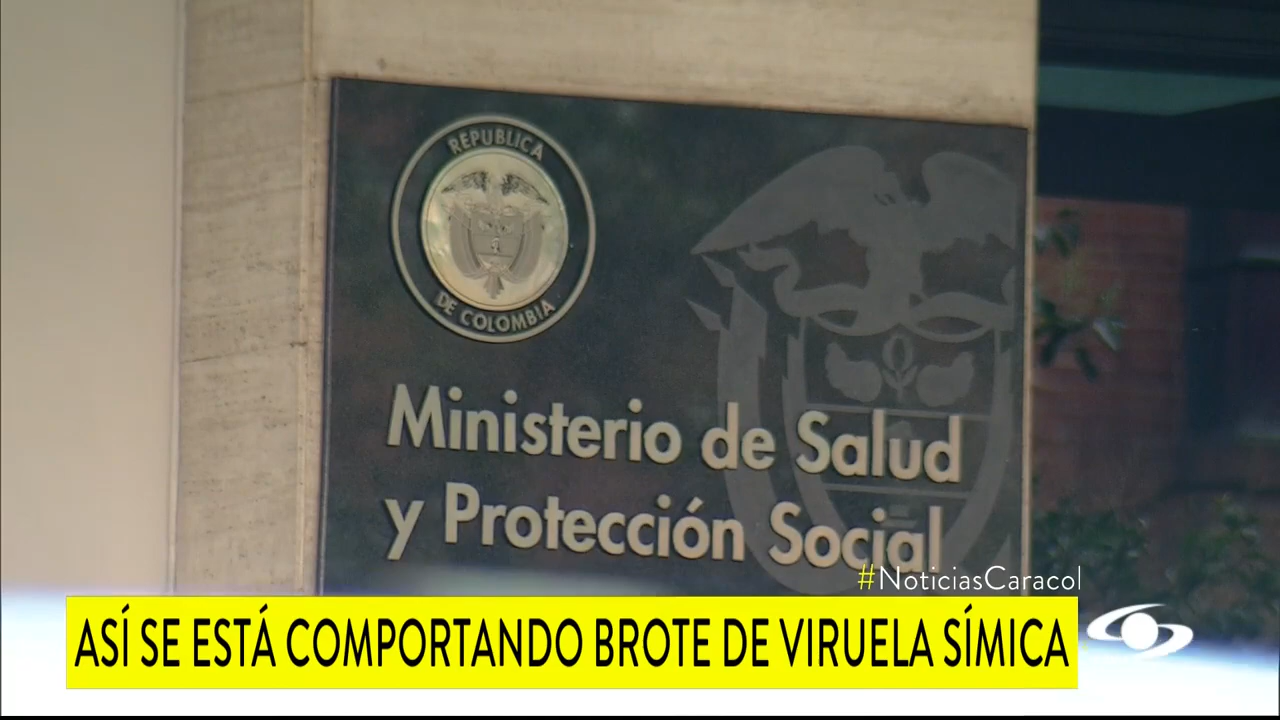 REPUBLICA
DE COLOMBIA
Ministerio de Salud
y Protección Social
#NoticiasCaracol
ASÍ SE ESTÁ COMPORTANDO BROTE DE VIRUELA SÍMICA